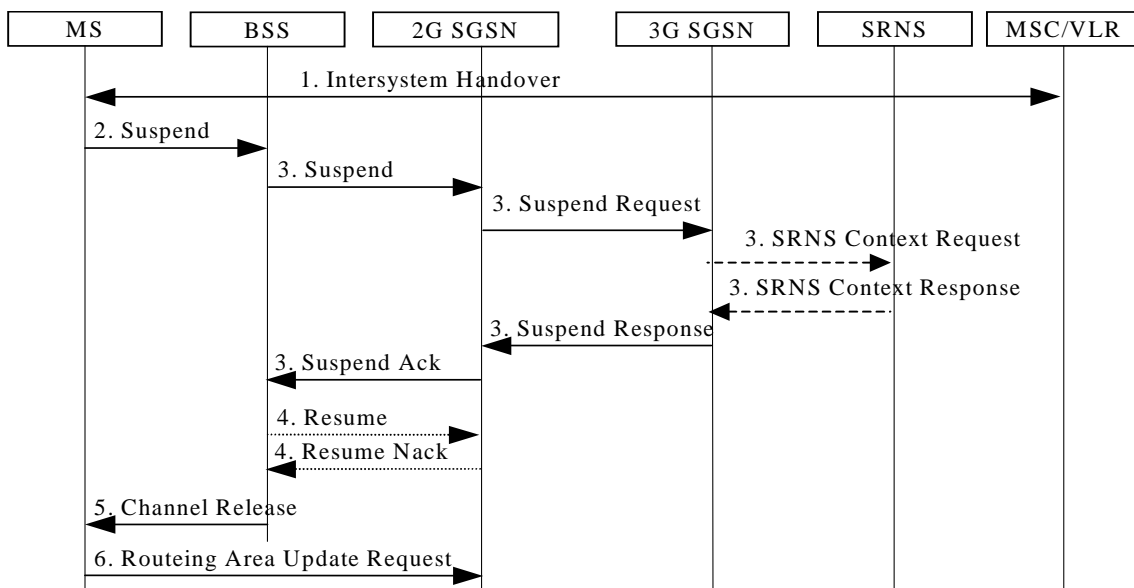 MS BSS 2G SGSN 3G SGSN SRNS MSC/VLR
1. Intersystem Handover
2. Suspend
3. Suspend
3. Suspend Request
3. SRNS Context Request
3. SRNS Context Response
3. Suspend Response
3. Suspend Ack
4. Resume
4. Resume Nack
5. Channel Release
6. Routeing Area Update Request